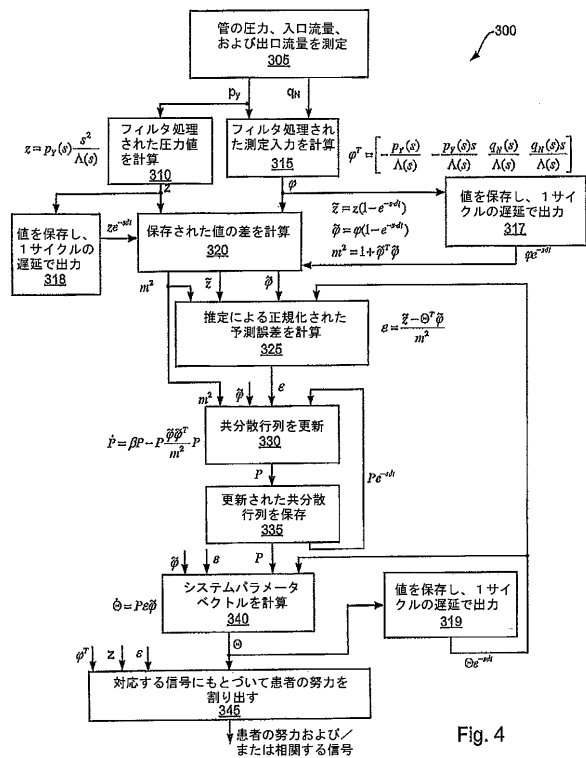 管の圧力、入口流量、
および出口流量を測定
305
300
p_Y
q_N
フィルタ処理
された圧力値
を計算
310
z = p_Y(s) s²/Λ(s)
フィルタ処理された
測定入力を計算
315
φ^T = [ -p_Y(s)/Λ(s) -p_Y(s)s/Λ(s) q_N(s)/Λ(s) q_N(s)s/Λ(s) ]
z
φ
値を保存し、1サイクルの
遅延で出力
318
ze^{-sdt}
保存された値の差を計算
320
z̃ = z(1-e^{-sdt})
φ̃ = φ(1-e^{-sdt})
m² = 1+φ̃^T φ̃
値を保存し、1サイ
クルの遅延で出力
317
φe^{-sdt}
m²
z̃
φ̃
推定による正規化された
予測誤差を計算
325
ε = (z̃ - Θ^T φ̃)/m²
m²
φ̃
ε
共分散行列を更新
330
Ṗ = βP - P (φ̃φ̃^T/m²) P
P
Pe^{-sdt}
更新された共分散
行列を保存
335
φ̃
ε
P
システムパラメータ
ベクトルを計算
340
Θ̇ = Pεφ̃
Θ
値を保存し、1サイ
クルの遅延で出力
319
Θe^{-sdt}
φ^T
z
ε
対応する信号にもとづいて患者の努力を
割り出す
345
患者の努力および/
または相関する信号
Fig. 4